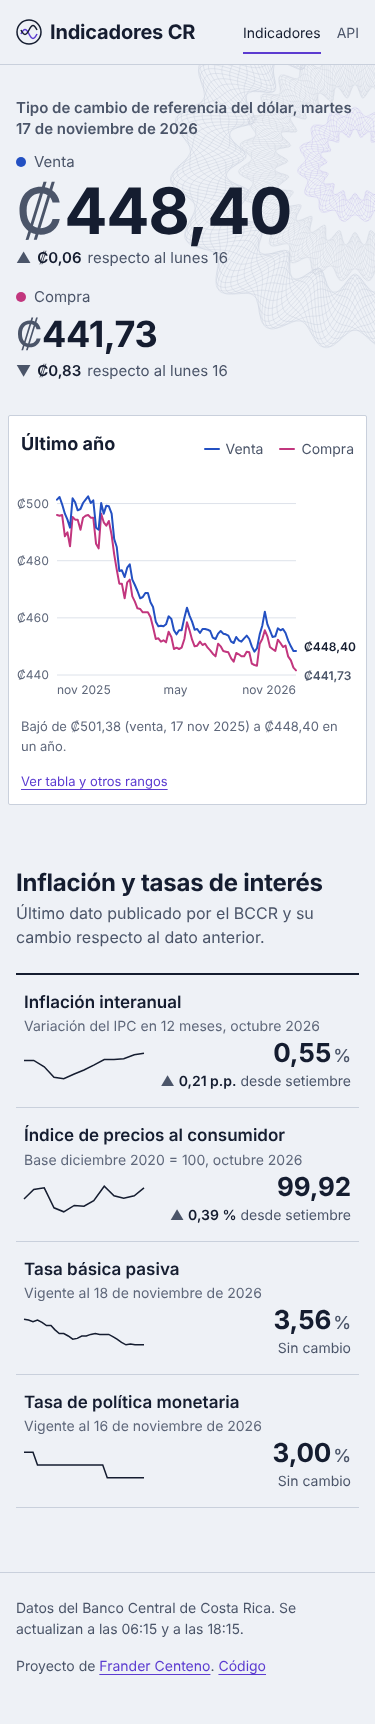 Indicadores CR
Indicadores
API
Tipo de cambio de referencia del dólar, martes
17 de noviembre de 2026
Venta
₡448,40
▲ ₡0,06 respecto al lunes 16
Compra
₡441,73
▼ ₡0,83 respecto al lunes 16
Último año
Venta
Compra
₡500
₡480
₡460
₡440
₡448,40
₡441,73
nov 2025
may
nov 2026
Bajó de ₡501,38 (venta, 17 nov 2025) a ₡448,40 en
un año.
Ver tabla y otros rangos
Inflación y tasas de interés
Último dato publicado por el BCCR y su
cambio respecto al dato anterior.
Inflación interanual
Variación del IPC en 12 meses, octubre 2026
0,55 %
▲ 0,21 p.p. desde setiembre
Índice de precios al consumidor
Base diciembre 2020 = 100, octubre 2026
99,92
▲ 0,39 % desde setiembre
Tasa básica pasiva
Vigente al 18 de noviembre de 2026
3,56 %
Sin cambio
Tasa de política monetaria
Vigente al 16 de noviembre de 2026
3,00 %
Sin cambio
Datos del Banco Central de Costa Rica. Se
actualizan a las 06:15 y a las 18:15.
Proyecto de Frander Centeno. Código